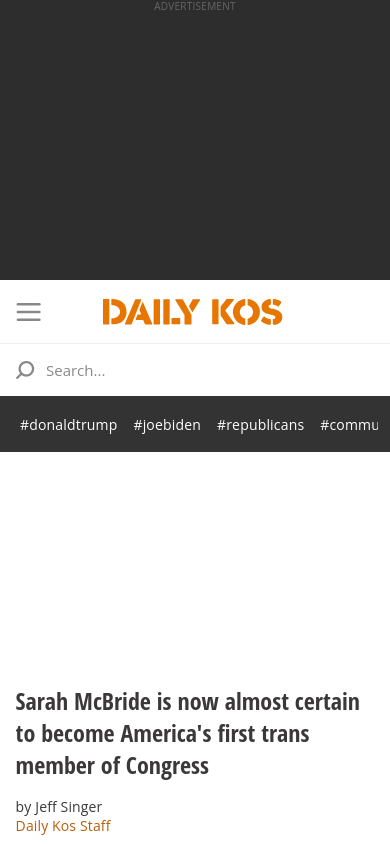 ADVERTISEMENT
DAILY KOS
Search...
#donaldtrump #joebiden #republicans #commu
Sarah McBride is now almost certain
to become America's first trans
member of Congress
by Jeff Singer
Daily Kos Staff